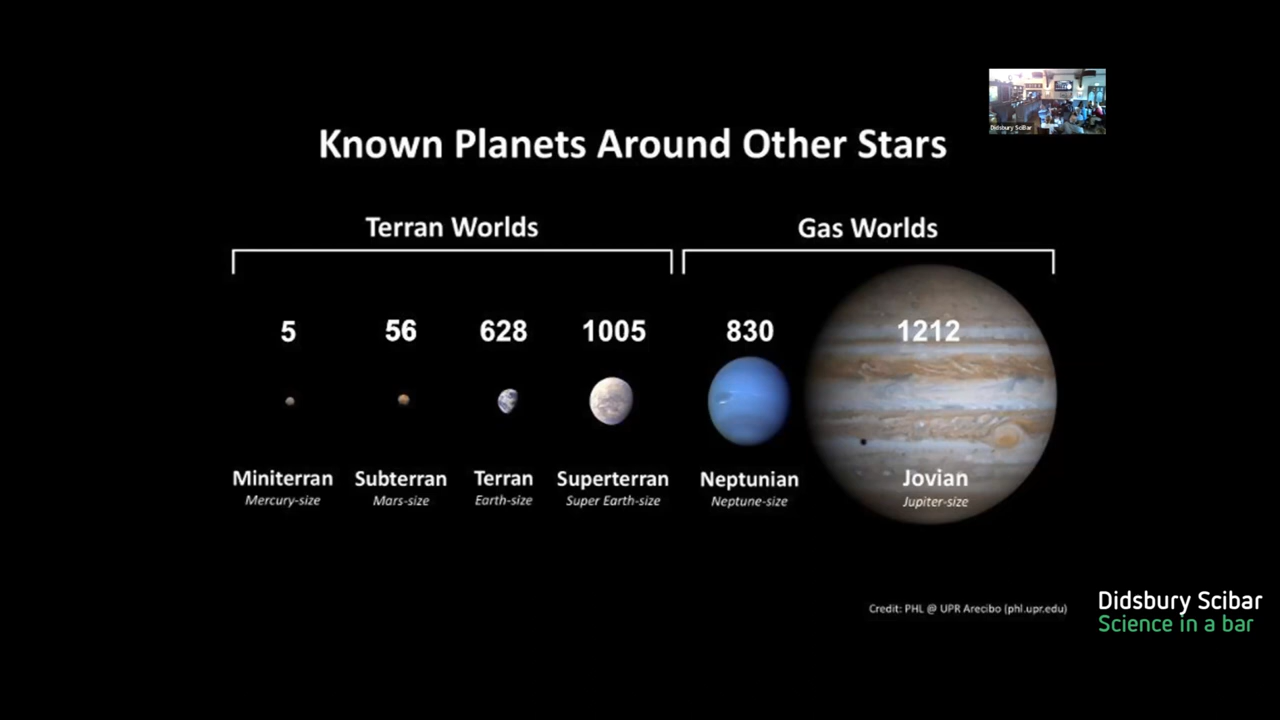 Didsbury SciBar
Known Planets Around Other Stars
Terran Worlds
Gas Worlds
5
56
628
1005
830
1212
Miniterran
Mercury-size
Subterran
Mars-size
Terran
Earth-size
Superterran
Super Earth-size
Neptunian
Neptune-size
Jovian
Jupiter-size
Credit: PHL @ UPR Arecibo (phl.upr.edu)
Didsbury Scibar
Science in a bar